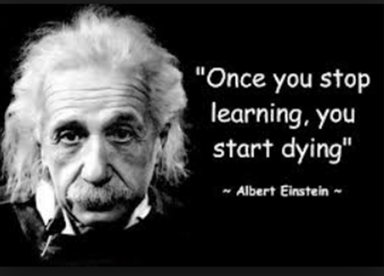 "Once you stop
learning, you
start dying"
~ Albert Einstein ~